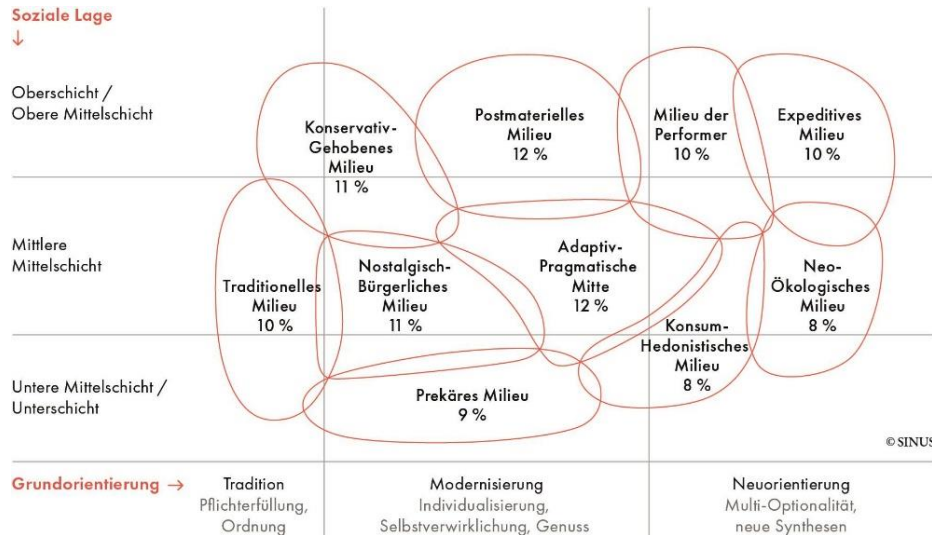 Soziale Lage
↓
Oberschicht /
Obere Mittelschicht
Konservativ-
Gehobenes
Milieu
11 %
Postmaterielles
Milieu
12 %
Milieu der
Performer
10 %
Expeditives
Milieu
10 %
Mittlere
Mittelschicht
Traditionelles
Milieu
10 %
Nostalgisch-
Bürgerliches
Milieu
11 %
Adaptiv-
Pragmatische
Mitte
12 %
Neo-
Ökologisches
Milieu
8 %
Konsum-
Hedonistisches
Milieu
8 %
Untere Mittelschicht /
Unterschicht
Prekäres Milieu
9 %
© SINUS
Grundorientierung →
Tradition
Pflichterfüllung,
Ordnung
Modernisierung
Individualisierung,
Selbstverwirklichung, Genuss
Neuorientierung
Multi-Optionalität,
neue Synthesen